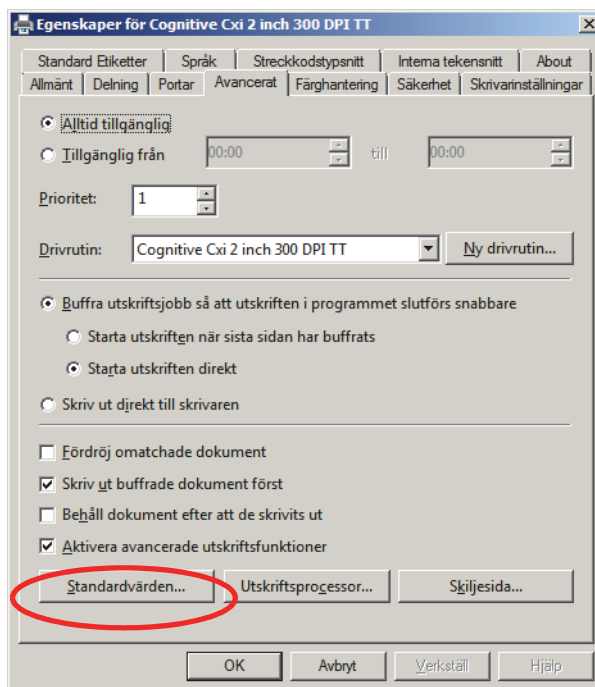 Egenskaper för Cognitive Cxi 2 inch 300 DPI TT
Standard Etiketter Språk Streckkodstypsnitt Interna tekensnitt About
Allmänt Delning Portar Avancerat Färghantering Säkerhet Skrivarinställningar
Alltid tillgänglig
Tillgänglig från 00:00 till 00:00
Prioritet: 1
Drivrutin: Cognitive Cxi 2 inch 300 DPI TT Ny drivrutin...
Buffra utskriftsjobb så att utskriften i programmet slutförs snabbare
Starta utskriften när sista sidan har buffrats
Starta utskriften direkt
Skriv ut direkt till skrivaren
Fördröj omatchade dokument
Skriv ut buffrade dokument först
Behåll dokument efter att de skrivits ut
Aktivera avancerade utskriftsfunktioner
Standardvärden... Utskriftsprocessor... Skiljesida...
OK Avbryt Verkställ Hjälp